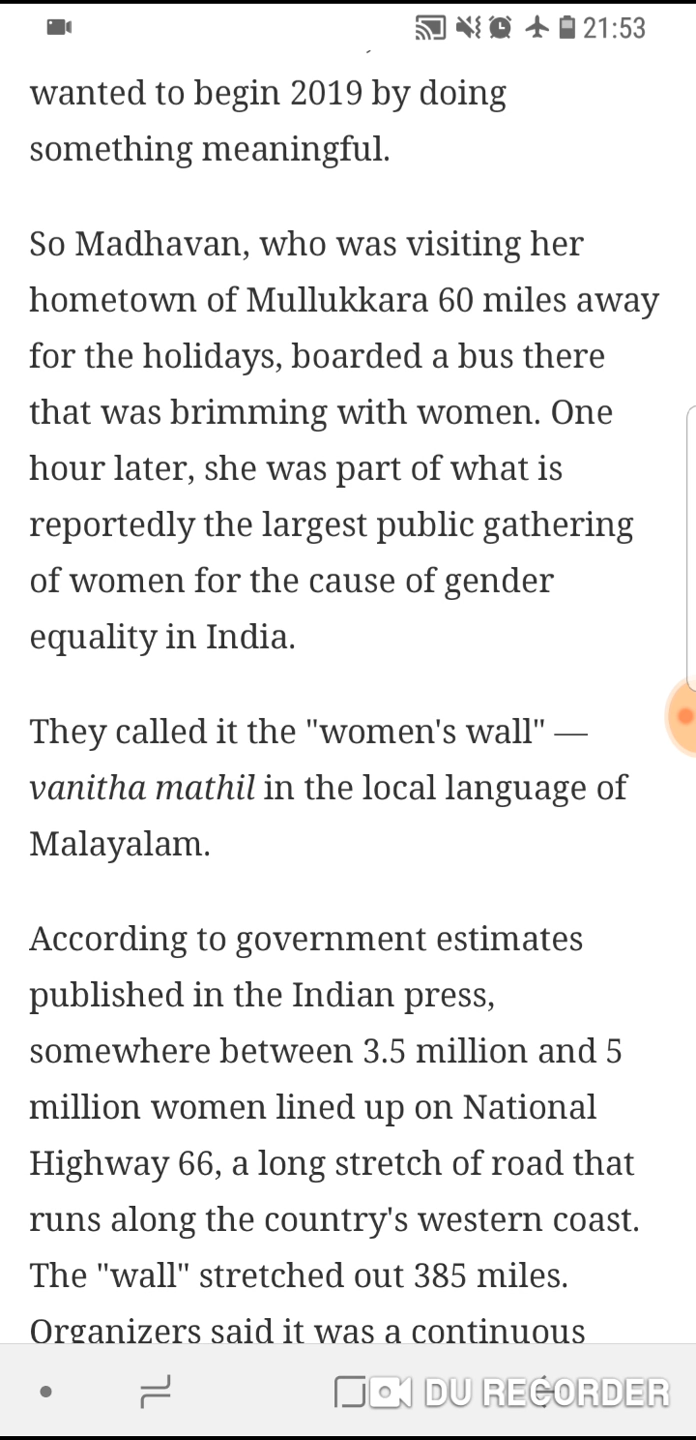 21:53
wanted to begin 2019 by doing
something meaningful.
So Madhavan, who was visiting her
hometown of Mullukkara 60 miles away
for the holidays, boarded a bus there
that was brimming with women. One
hour later, she was part of what is
reportedly the largest public gathering
of women for the cause of gender
equality in India.
They called it the "women's wall" —
vanitha mathil in the local language of
Malayalam.
According to government estimates
published in the Indian press,
somewhere between 3.5 million and 5
million women lined up on National
Highway 66, a long stretch of road that
runs along the country's western coast.
The "wall" stretched out 385 miles.
Organizers said it was a continuous
DU RECORDER